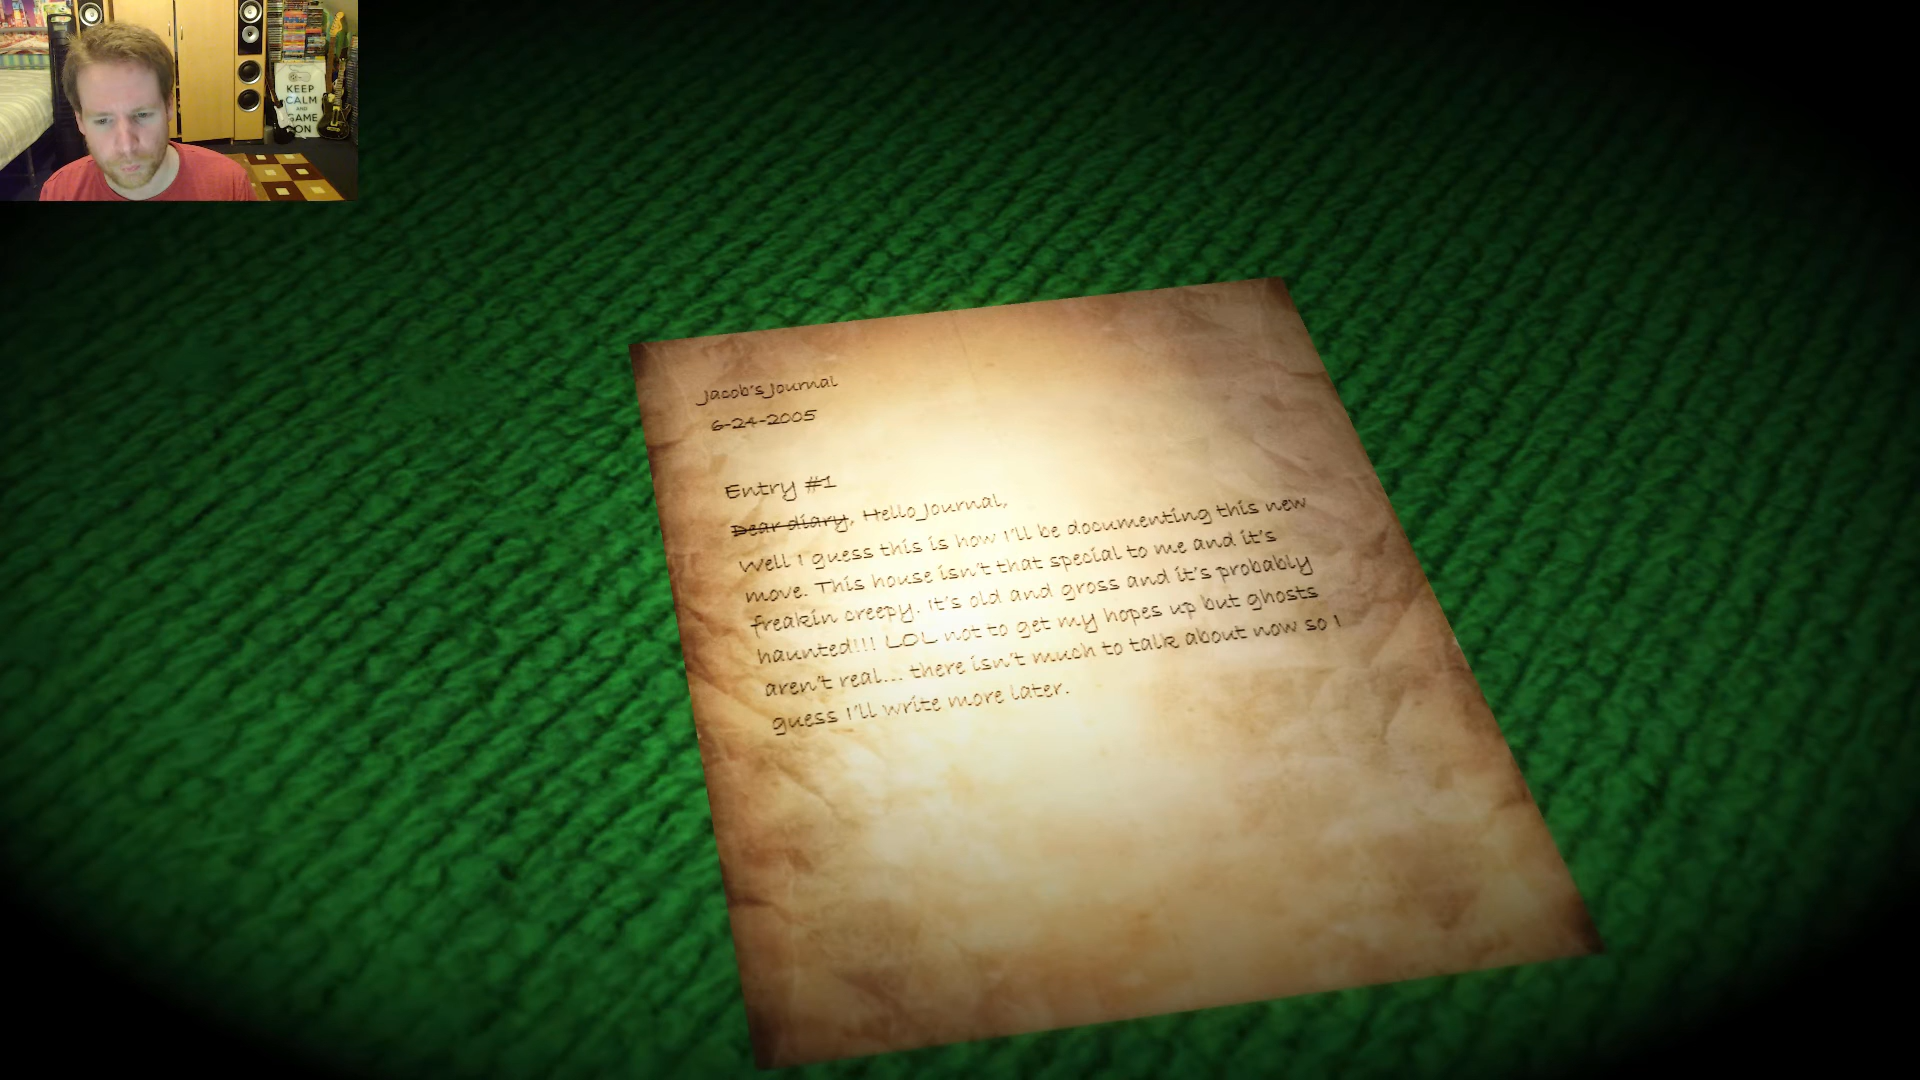 KEEP
CALM
AND
GAME
ON
Jacob's Journal
6-24-2005
Entry #1
Dear diary, Hello Journal,
Well I guess this is how I'll be documenting this new
move. This house isn't that special to me and it's
freakin creepy. It's old and gross and it's probably
haunted!!! LOL not to get my hopes up but ghosts
aren't real... there isn't much to talk about now so I
guess I'll write more later.